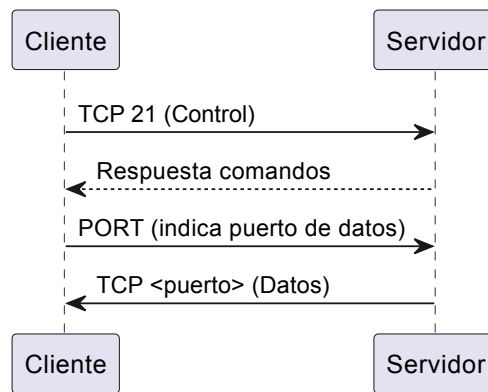 Cliente
Servidor
TCP 21 (Control)
Respuesta comandos
PORT (indica puerto de datos)
TCP <puerto> (Datos)
Cliente
Servidor